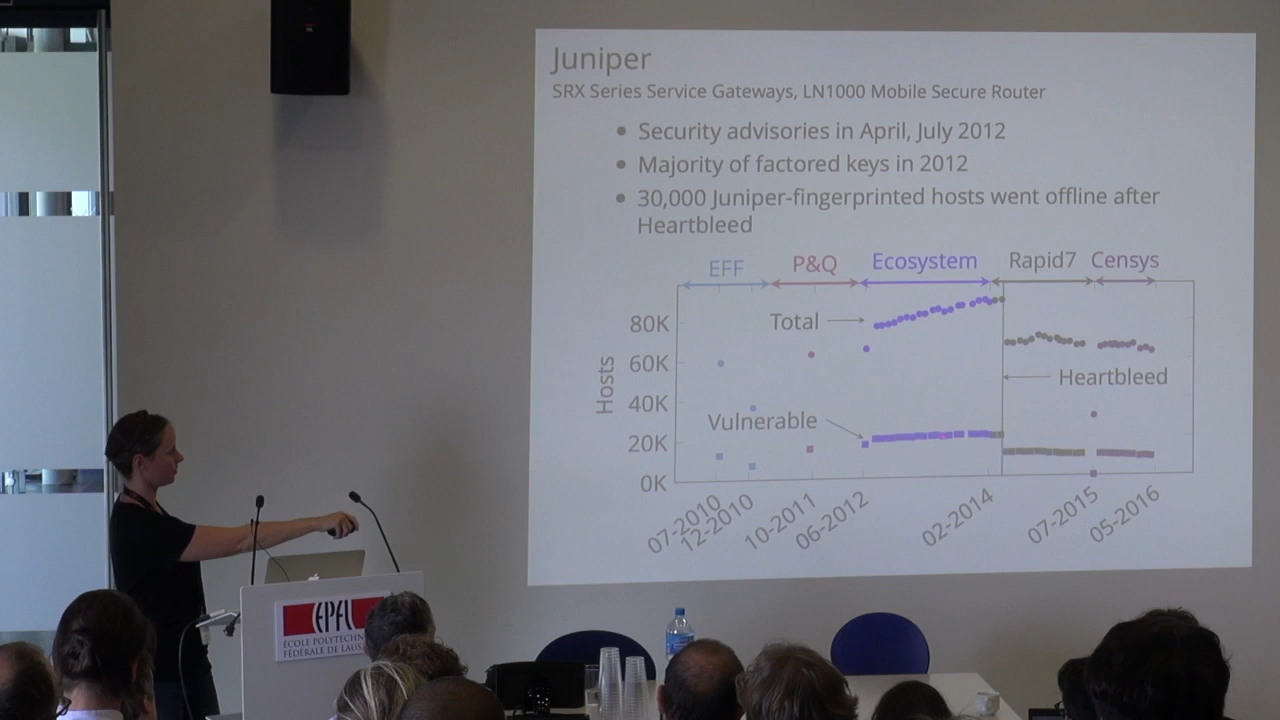 Juniper
SRX Series Service Gateways, LN1000 Mobile Secure Router
• Security advisories in April, July 2012
• Majority of factored keys in 2012
• 30,000 Juniper-fingerprinted hosts went offline after
Heartbleed
EFF P&Q Ecosystem Rapid7 Censys
80K
60K
40K
20K
0K
Hosts
Total
Heartbleed
Vulnerable
07-2010
12-2010
10-2011
06-2012
02-2014
07-2015
05-2016
EPFL
ÉCOLE POLYTECHN
FÉDÉRALE DE LAUS